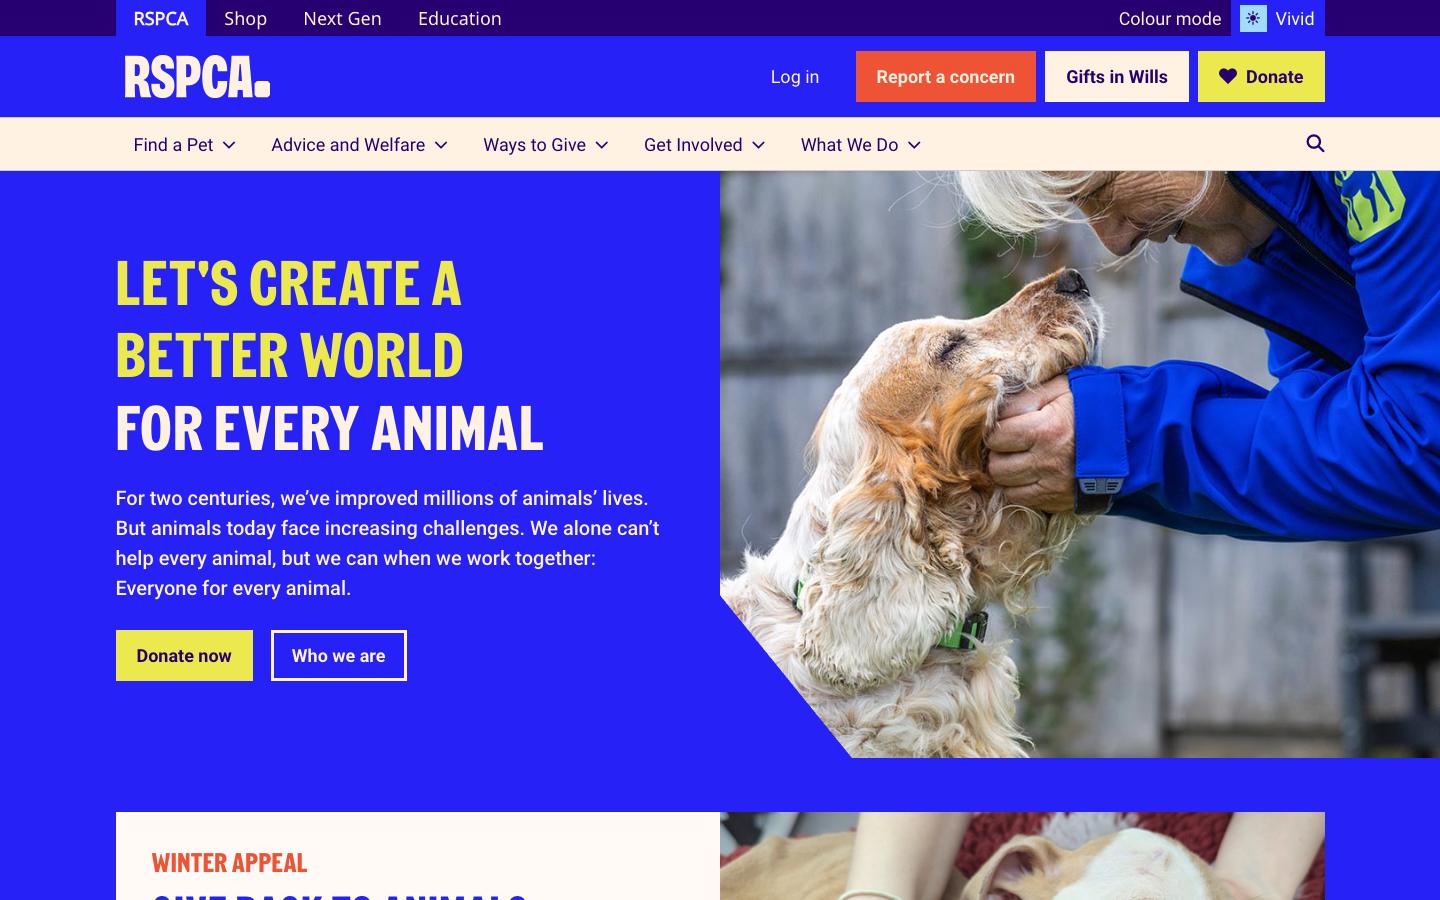 RSPCA
Shop
Next Gen
Education
Colour mode
Vivid
RSPCA.
Log in
Report a concern
Gifts in Wills
Donate
Find a Pet
Advice and Welfare
Ways to Give
Get Involved
What We Do
LET'S CREATE A
BETTER WORLD
FOR EVERY ANIMAL
For two centuries, we’ve improved millions of animals’ lives.
But animals today face increasing challenges. We alone can’t
help every animal, but we can when we work together:
Everyone for every animal.
Donate now
Who we are
WINTER APPEAL
GIVE BACK TO ANIMALS